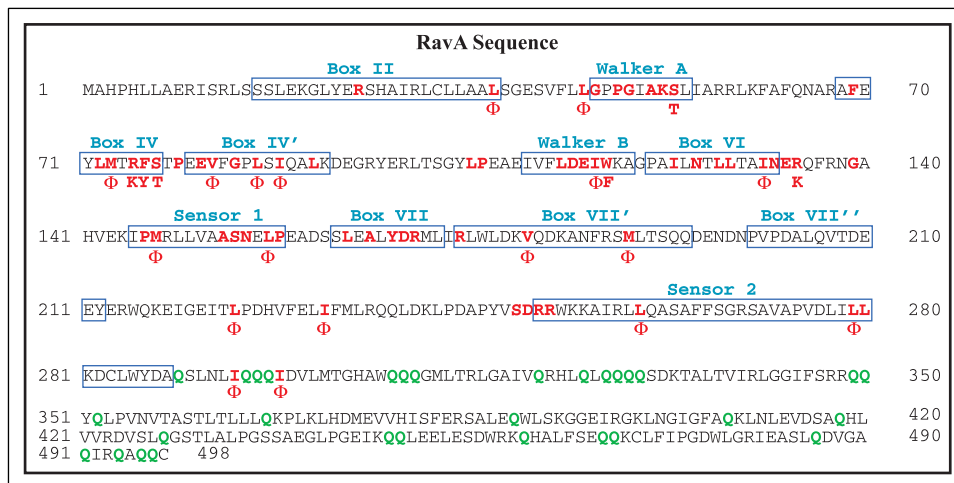 RavA Sequence
Box II Walker A
1 MAHPHLLAERISRLSSSLEKGLYERSHAIRLCLLAALSGESVFLLGPPGIAKSLIARRLKFAFQNARAFE 70
Φ Φ T
Box IV Box IV' Walker B Box VI
71 YLMTRFSTPEEVFGPLSIQALKDEGRYERLTSGYLPEAEIVFLDEIWKAGPAILNTLLTAINERQFRNGA 140
Φ KYT Φ Φ Φ Φ F Φ K
Sensor 1 Box VII Box VII' Box VII''
141 HVEKIPMRLLVAASNELPEADSSLEALYDRMLIRLWLDKVQDKANFRSMLTSQQDENDNPVPDALQVTDE 210
Φ Φ Φ Φ
Sensor 2
211 EYERWQKEIGEITLPDHVFELIFMLRQQLDKLPDAPYVSDRRWKKAIRLLQASAFFSGRSAVAPVDLILL 280
Φ Φ Φ Φ
281 KDCLWYDAQSLNLIQQQIDVLMTGHAWQQQGMLTRLGAIVQRHLQLQQQQSDKTALTVIRLGGIFSRRQQ 350
Φ Φ
351 YQLPVNVTASTLTLLLQKPLKLHDMEVVHISFERSALEQWLSKGGEIRGKLNGIGFAQKLNLEVDSAQHL 420
421 VVRDVSLQGSTLALPGSSAEGLPGEIKQQLEELESDWRKQHALFSEQQKCLFIPGDWLGRIEASLQDVGA 490
491 QIRQAQQC 498